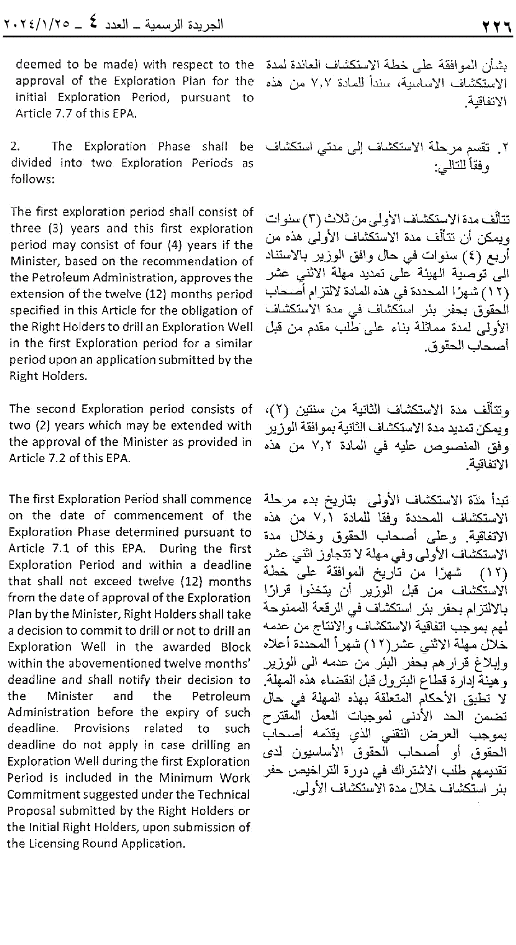 ٢٢٦
الجريدة الرسمية – العدد ٤ – ٢٠٢٤/١/٢٥
deemed to be made) with respect to the
approval of the Exploration Plan for the
initial Exploration Period, pursuant to
Article 7.7 of this EPA.
2. The Exploration Phase shall be
divided into two Exploration Periods as
follows:
The first exploration period shall consist of
three (3) years and this first exploration
period may consist of four (4) years if the
Minister, based on the recommendation of
the Petroleum Administration, approves the
extension of the twelve (12) months period
specified in this Article for the obligation of
the Right Holders to drill an Exploration Well
in the first Exploration period for a similar
period upon an application submitted by the
Right Holders.
The second Exploration period consists of
two (2) years which may be extended with
the approval of the Minister as provided in
Article 7.2 of this EPA.
The first Exploration Period shall commence
on the date of commencement of the
Exploration Phase determined pursuant to
Article 7.1 of this EPA. During the first
Exploration Period and within a deadline
that shall not exceed twelve (12) months
from the date of approval of the Exploration
Plan by the Minister, Right Holders shall take
a decision to commit to drill or not to drill an
Exploration Well in the awarded Block
within the abovementioned twelve months'
deadline and shall notify their decision to
the Minister and the Petroleum
Administration before the expiry of such
deadline. Provisions related to such
deadline do not apply in case drilling an
Exploration Well during the first Exploration
Period is included in the Minimum Work
Commitment suggested under the Technical
Proposal submitted by the Right Holders or
the Initial Right Holders, upon submission of
the Licensing Round Application.
بشأن الموافقة على خطة الاستكشاف العائدة لمدة
الاستكشاف الاساسية، سنداً للمادة ٧,٧ من هذه
الاتفاقية.
٢. تقسم مرحلة الاستكشاف إلى مدتي استكشاف
وفقاً للتالي:
تتألف مدة الاستكشاف الأولى من ثلاث (٣) سنوات
ويمكن أن تتألف مدة الاستكشاف الأولى هذه من
أربع (٤) سنوات في حال وافق الوزير بالاستناد
الى توصية الهيئة على تمديد مهلة الاثني عشر
(١٢) شهرًا المحددة في هذه المادة لالتزام أصحاب
الحقوق بحفر بئر استكشاف في مدة الاستكشاف
الأولى لمدة مماثلة بناء على طلب مقدم من قبل
أصحاب الحقوق.
وتتألف مدة الاستكشاف الثانية من سنتين (٢)،
ويمكن تمديد مدة الاستكشاف الثانية بموافقة الوزير
وفق المنصوص عليه في المادة ٧,٢ من هذه
الاتفاقية.
تبدأ مدّة الاستكشاف الأولى بتاريخ بدء مرحلة
الاستكشاف المحددة وفقًا للمادة ٧,١ من هذه
الاتفاقية. وعلى أصحاب الحقوق وخلال مدة
الاستكشاف الأولى وفي مهلة لا تتجاوز اثني عشر
(١٢) شهرًا من تاريخ الموافقة على خطة
الاستكشاف من قبل الوزير أن يتخذوا قرارًا
بالالتزام بحفر بئر استكشاف في الرقعة الممنوحة
لهم بموجب اتفاقية الاستكشاف والانتاج من عدمه
خلال مهلة الاثني عشر(١٢) شهراً المحددة أعلاه
وإبلاغ قرارهم بحفر البئر من عدمه الى الوزير
وهيئة إدارة قطاع البترول قبل انقضاء هذه المهلة.
لا تطبق الأحكام المتعلقة بهذه المهلة في حال
تضمن الحد الأدنى لموجبات العمل المقترح
بموجب العرض التقني الذي يقدّمه أصحاب
الحقوق أو أصحاب الحقوق الأساسيون لدى
تقديمهم طلب الاشتراك في دورة التراخيص حفر
بئر استكشاف خلال مدة الاستكشاف الأولى.